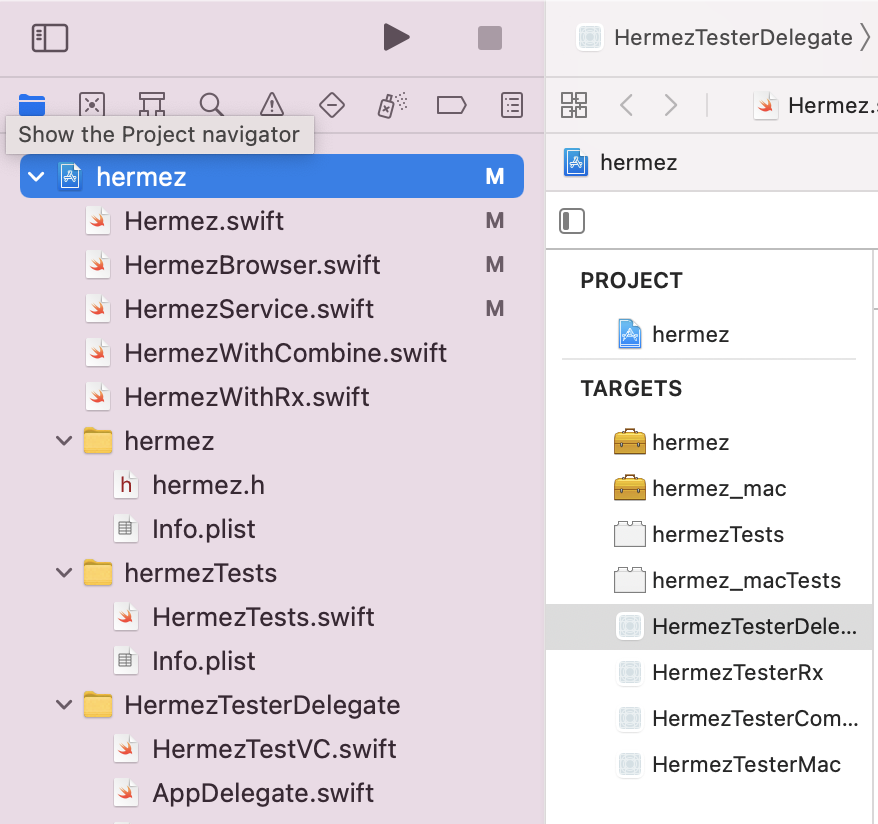 HermezTesterDelegate
Hermez.s
Show the Project navigator
hermez
hermez M
Hermez.swift M
HermezBrowser.swift M
HermezService.swift M
HermezWithCombine.swift
HermezWithRx.swift
hermez
h hermez.h
Info.plist
hermezTests
HermezTests.swift
Info.plist
HermezTesterDelegate
HermezTestVC.swift
AppDelegate.swift
PROJECT
hermez
TARGETS
hermez
hermez_mac
hermezTests
hermez_macTests
HermezTesterDele...
HermezTesterRx
HermezTesterCom...
HermezTesterMac